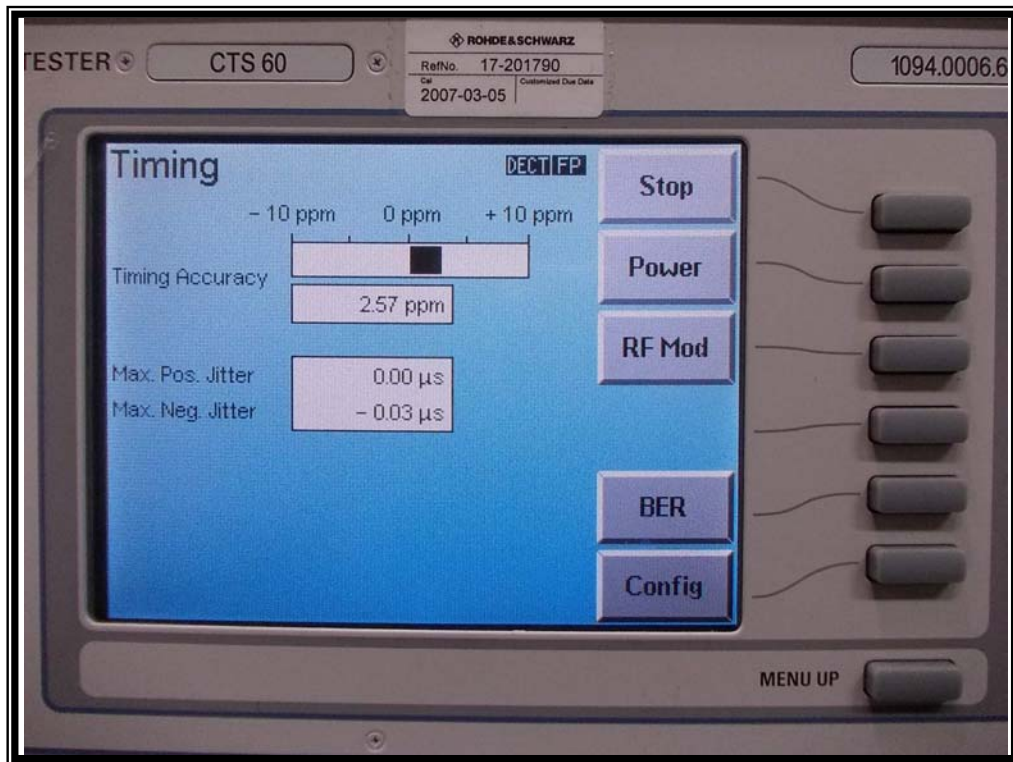 ROHDE&SCHWARZ
RefNo. 17-201790
Cal
Customized Due Date
2007-03-05
TESTER
CTS 60
1094.0006.6
Timing
DECT FP
– 10 ppm 0 ppm + 10 ppm
Timing Accuracy
2.57 ppm
Max. Pos. Jitter 0.00 µs
Max. Neg. Jitter – 0.03 µs
Stop
Power
RF Mod
BER
Config
MENU UP